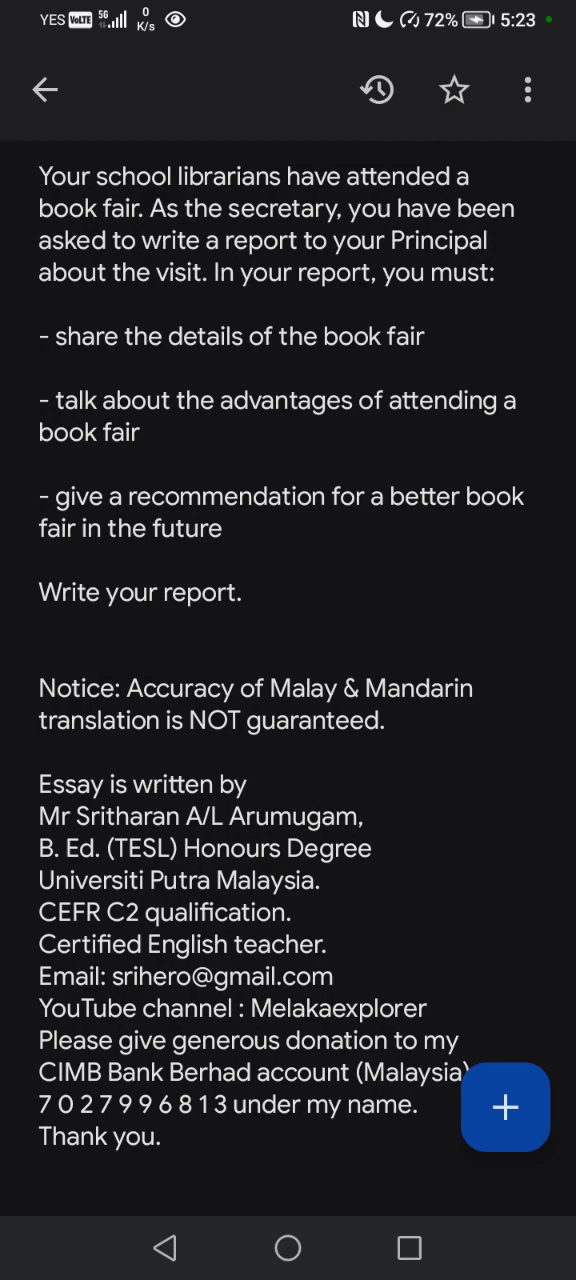 YES VoLTE 5G 0 K/s 72% 5:23
Your school librarians have attended a
book fair. As the secretary, you have been
asked to write a report to your Principal
about the visit. In your report, you must:
- share the details of the book fair
- talk about the advantages of attending a
book fair
- give a recommendation for a better book
fair in the future
Write your report.
Notice: Accuracy of Malay & Mandarin
translation is NOT guaranteed.
Essay is written by
Mr Sritharan A/L Arumugam,
B. Ed. (TESL) Honours Degree
Universiti Putra Malaysia.
CEFR C2 qualification.
Certified English teacher.
Email: srihero@gmail.com
YouTube channel : Melakaexplorer
Please give generous donation to my
CIMB Bank Berhad account (Malaysia)
7 0 2 7 9 9 6 8 1 3 under my name.
Thank you.